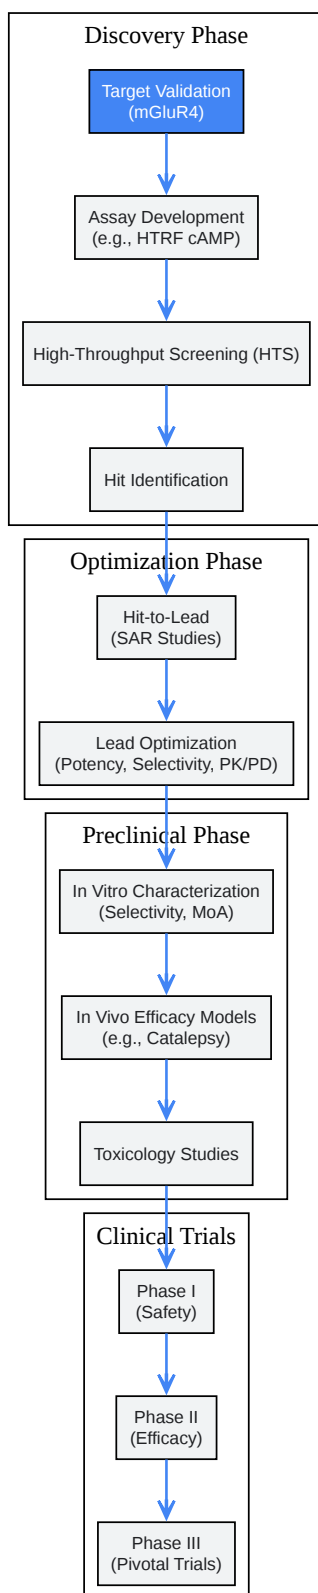 Discovery Phase
Target Validation
(mGluR4)
Assay Development
(e.g., HTRF cAMP)
High-Throughput Screening (HTS)
Hit Identification
Optimization Phase
Hit-to-Lead
(SAR Studies)
Lead Optimization
(Potency, Selectivity, PK/PD)
Preclinical Phase
In Vitro Characterization
(Selectivity, MoA)
In Vivo Efficacy Models
(e.g., Catalepsy)
Toxicology Studies
Clinical Trials
Phase I
(Safety)
Phase II
(Efficacy)
Phase III
(Pivotal Trials)